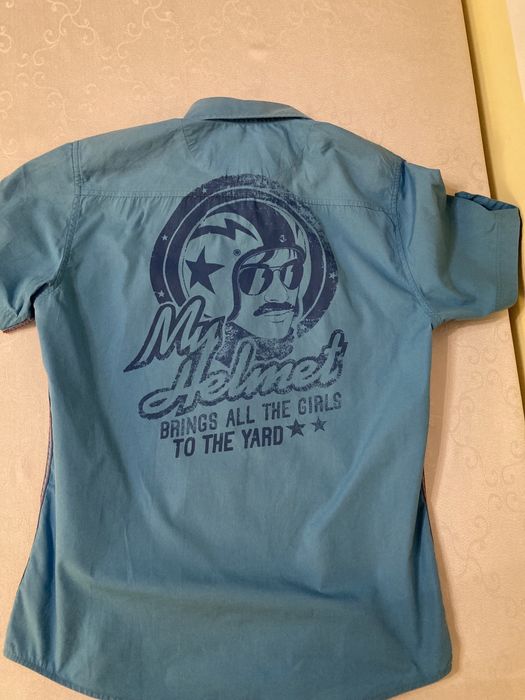 My
Helmet
BRINGS ALL THE GIRLS
TO THE YARD